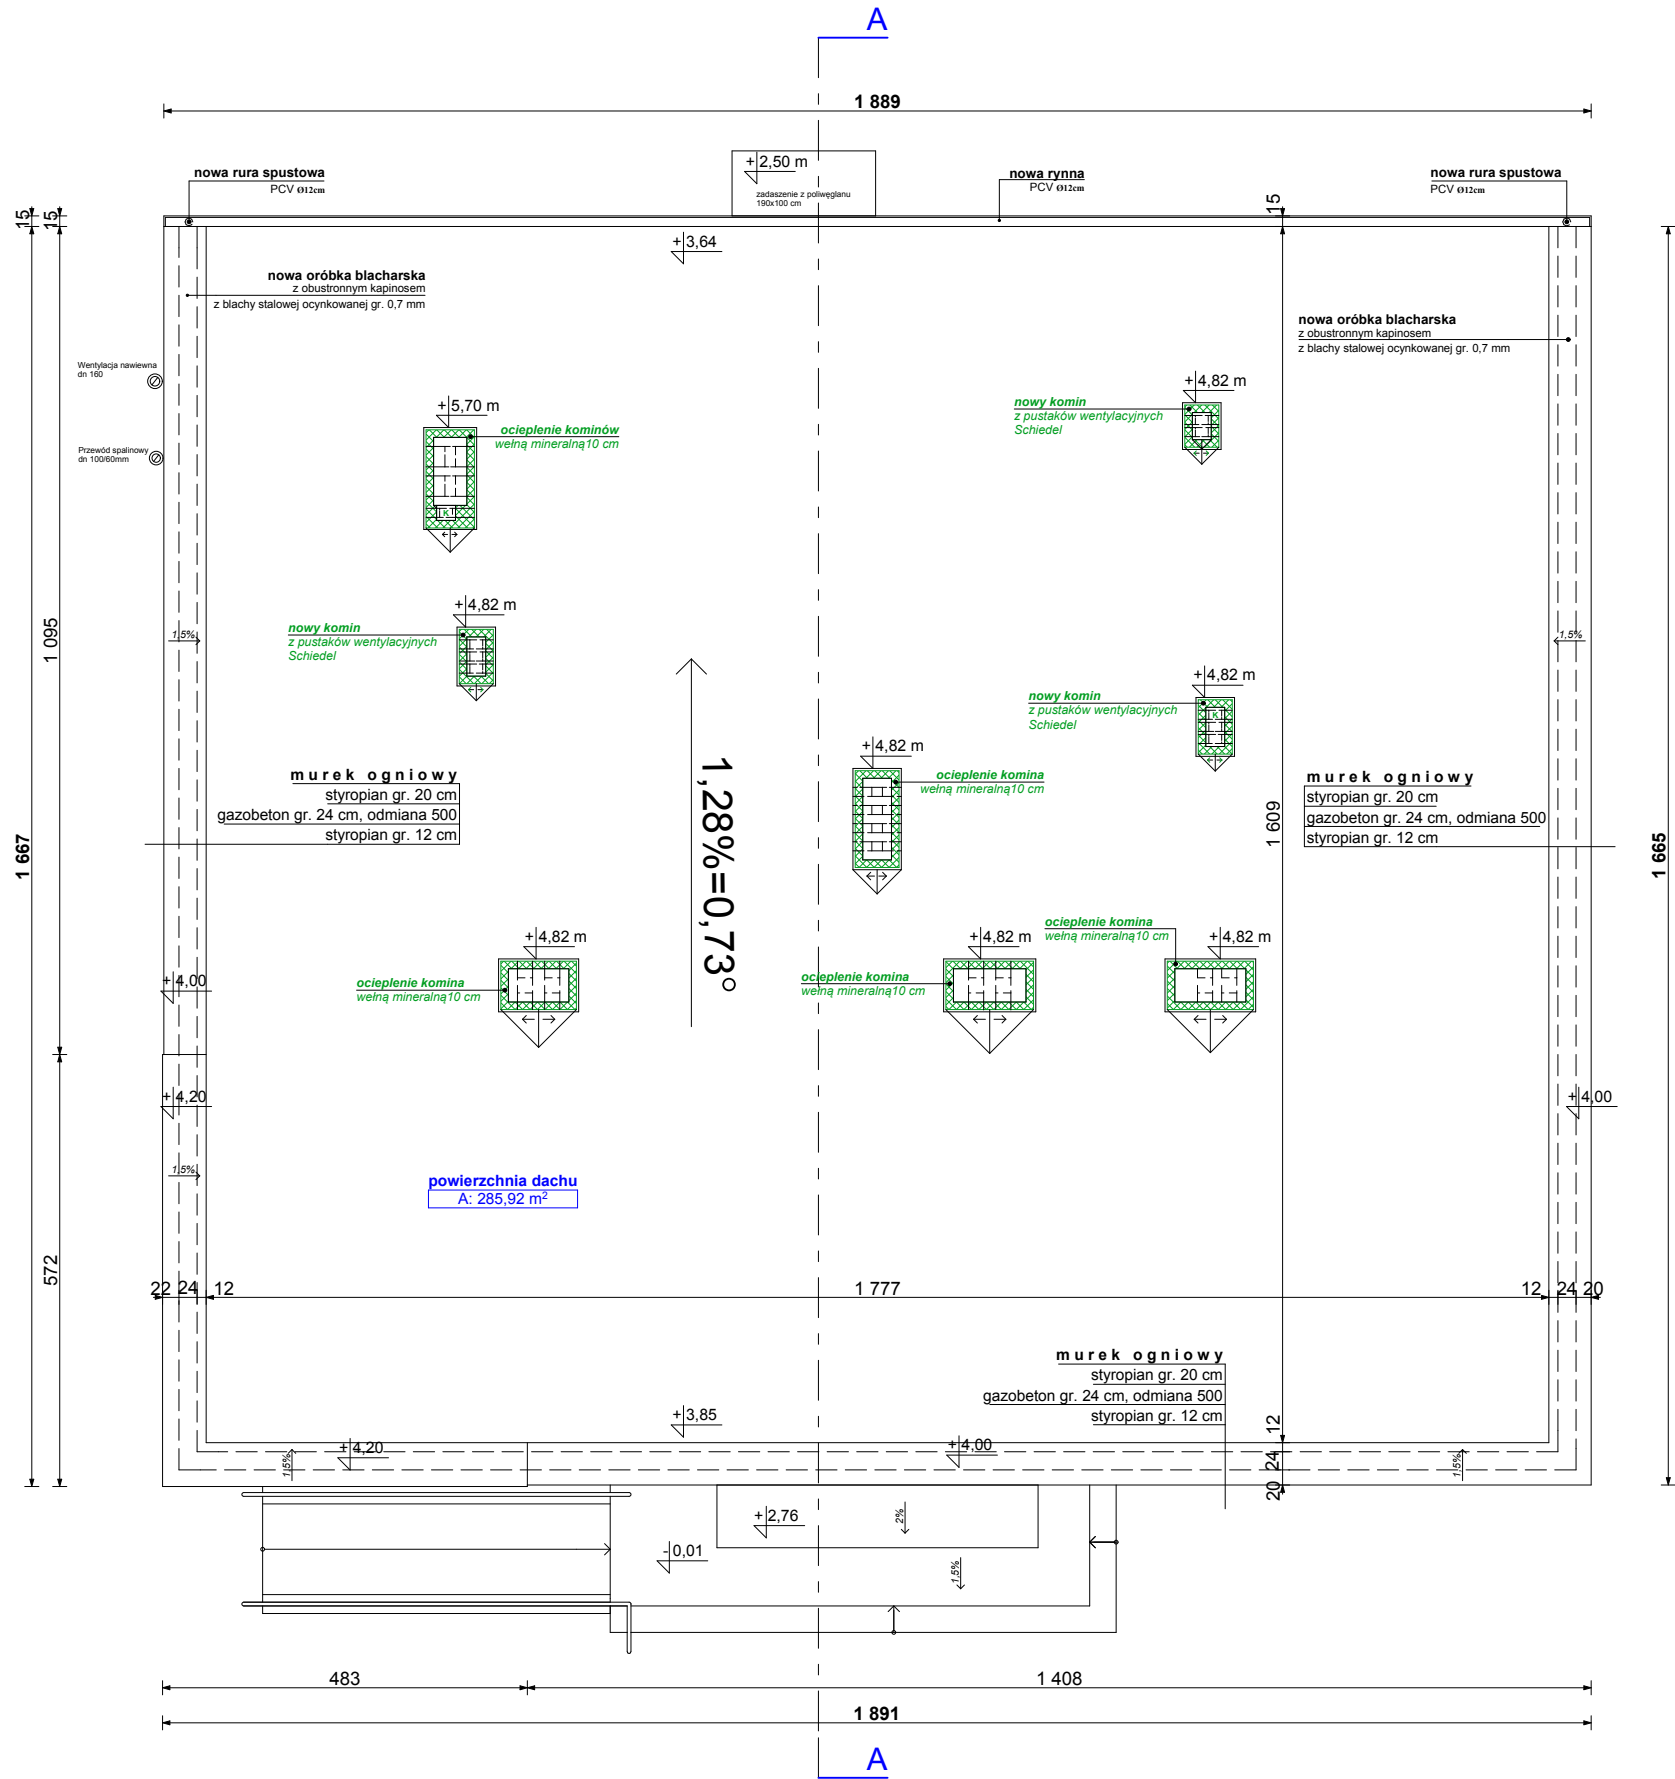 A
1 889
+2,50 m
zadaszenie z poliwęglanu
190x100 cm
nowa rura spustowa
PCV Ø12cm
nowa rynna
PCV Ø12cm
nowa rura spustowa
PCV Ø12cm
15
15
15
+3,64
nowa oróbka blacharska
z obustronnym kapinosem
z blachy stalowej ocynkowanej gr. 0,7 mm
nowa oróbka blacharska
z obustronnym kapinosem
z blachy stalowej ocynkowanej gr. 0,7 mm
Wentylacja nawiewna
dn 160
Przewód spalinowy
dn 100/60mm
+5,70 m
ocieplenie kominów
wełną mineralną10 cm
K
+4,82 m
nowy komin
z pustaków wentylacyjnych
Schiedel
+4,82 m
nowy komin
z pustaków wentylacyjnych
Schiedel
1,5%
1,5%
1 095
+4,82 m
nowy komin
z pustaków wentylacyjnych
Schiedel
K
+4,82 m
ocieplenie komina
wełną mineralną10 cm
1,28%=0,73°
murek ogniowy
styropian gr. 20 cm
gazobeton gr. 24 cm, odmiana 500
styropian gr. 12 cm
murek ogniowy
styropian gr. 20 cm
gazobeton gr. 24 cm, odmiana 500
styropian gr. 12 cm
1 609
1 667
1 665
+4,82 m
ocieplenie komina
wełną mineralną10 cm
+4,82 m
ocieplenie komina
wełną mineralną10 cm
+4,82 m
ocieplenie komina
wełną mineralną10 cm
+4,00
+4,20
+4,00
1,5%
powierzchnia dachu
A: 285,92 m²
572
22 24 12
1 777
12 24 20
murek ogniowy
styropian gr. 20 cm
gazobeton gr. 24 cm, odmiana 500
styropian gr. 12 cm
+3,85
+4,20
+4,00
1,5%
1,5%
12
24
20
+2,76
2%
-0,01
1,5%
483
1 408
1 891
A